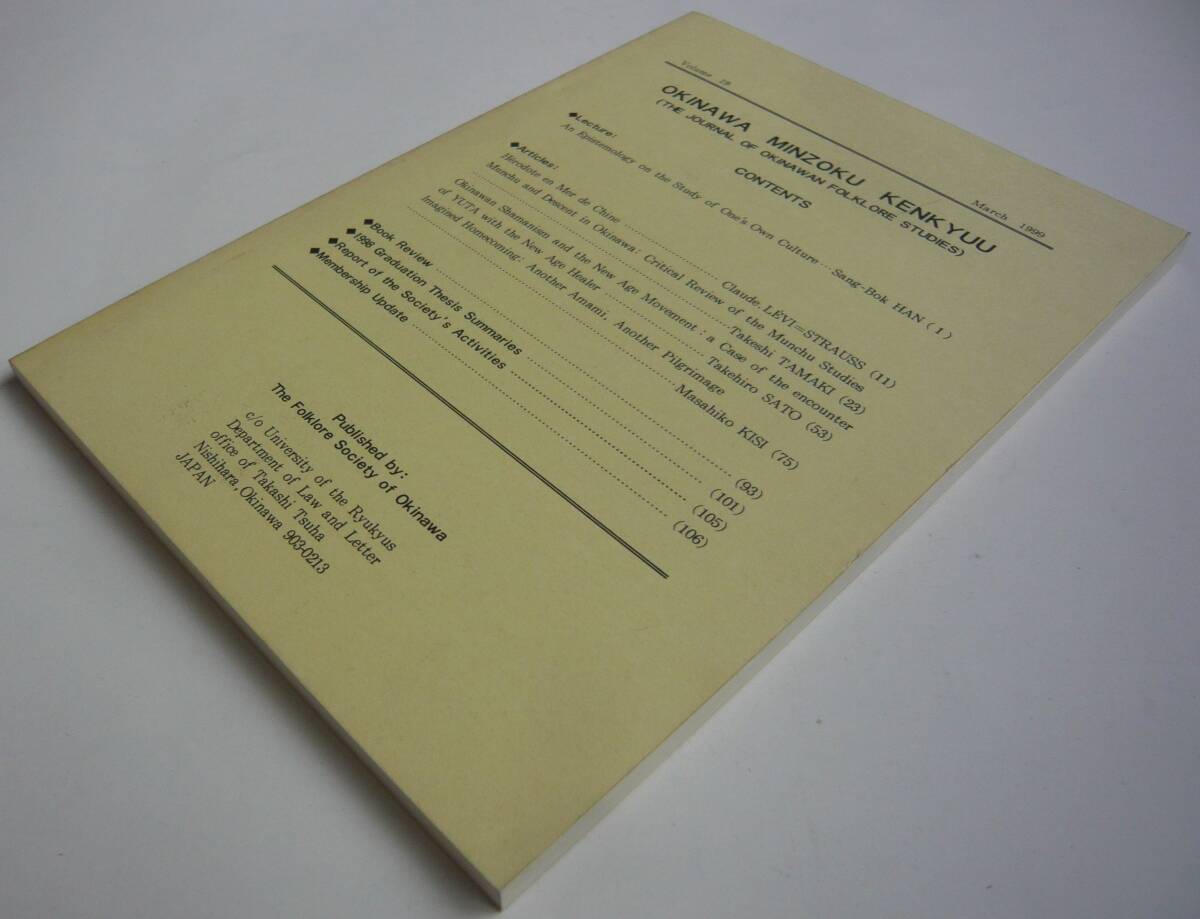 Volume 19 March 1999
OKINAWA MINZOKU KENKYUU
(THE JOURNAL OF OKINAWAN FOLKLORE STUDIES)
CONTENTS
◆Lecture:
An Epistemology on the Study of One's Own Culture…Sang-Bok HAN (1)
◆Articles:
Hérodote en Mer de Chine ………… Claude.LÉVI=STRAUSS (11)
Munchu and Descent in Okinawa: Critical Review of the Munchu Studies
………… Takeshi TAMAKI (23)
Okinawan Shamanism and the New Age Movement : a Case of the encounter
of YUTA with the New Age Healer ………… Takehiro SATO (53)
Imagined Homecoming: Another Amami, Another Pilgrimage
………… Masahiko KISI (75)
◆Book Review ………… (93)
◆1998 Graduation Thesis Summaries ………… (101)
◆Report of the Society's Activities ………… (105)
◆Membership Update ………… (106)
Published by:
The Folklore Society of Okinawa
c/o University of the Ryukyus
Department of Law and Letter
office of Takashi Tsuha
Nishihara,Okinawa 903-0213
JAPAN